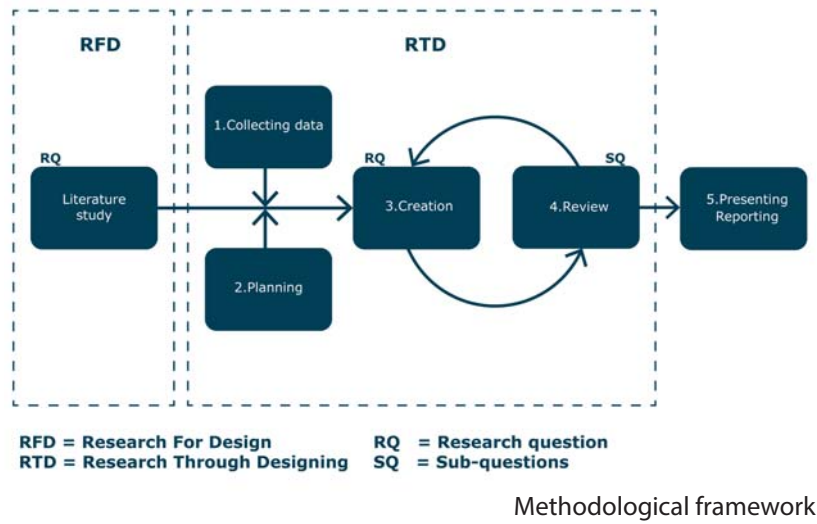 RFD
RTD
1.Collecting data
RQ
RQ
SQ
Literature
study
3.Creation
4.Review
5.Presenting
Reporting
2.Planning
RFD = Research For Design
RQ = Research question
RTD = Research Through Designing
SQ = Sub-questions
Methodological framework